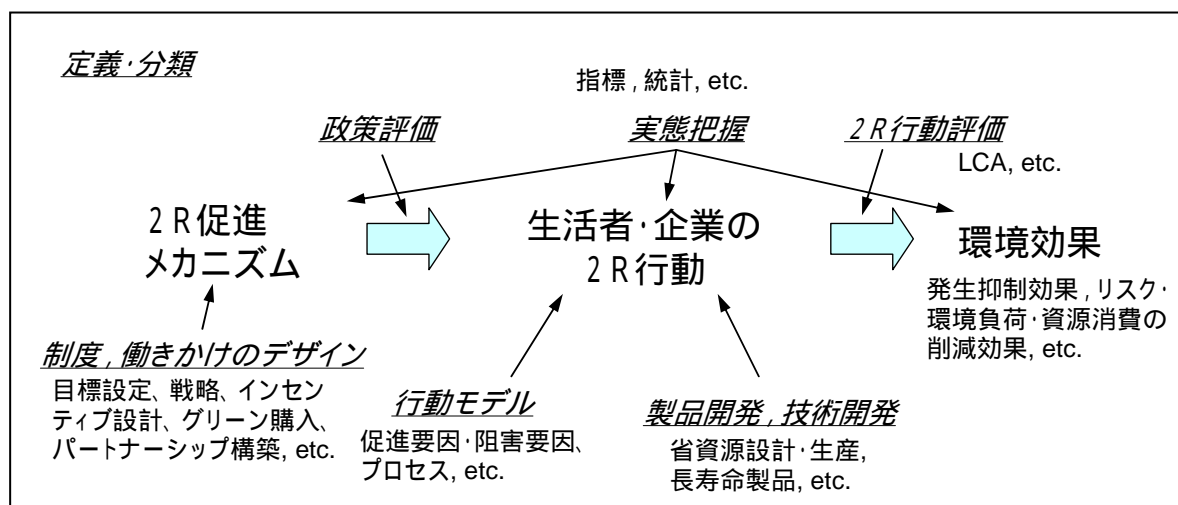 定義・分類
指標,統計, etc.
政策評価
実態把握
2R行動評価
LCA, etc.
2R促進
メカニズム
生活者・企業の
2R行動
環境効果
発生抑制効果,リスク・
環境負荷・資源消費の
削減効果, etc.
制度,働きかけのデザイン
目標設定、戦略、インセン
ティブ設計、グリーン購入、
パートナーシップ構築, etc.
行動モデル
促進要因・阻害要因、
プロセス, etc.
製品開発,技術開発
省資源設計・生産,
長寿命製品, etc.